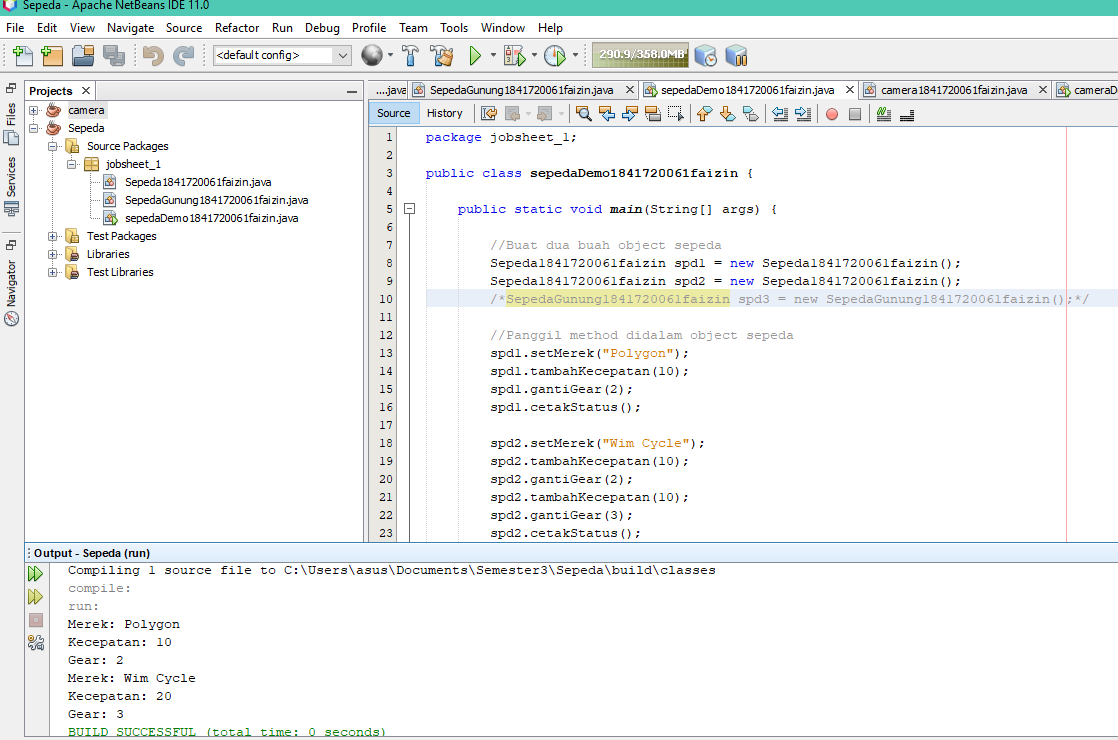 Sepeda - Apache NetBeans IDE 11.0
File Edit View Navigate Source Refactor Run Debug Profile Team Tools Window Help
<default config> 290.9/358.0MB
Files
Services
Navigator
Projects
camera
Sepeda
Source Packages
jobsheet_1
Sepeda1841720061faizin.java
SepedaGunung1841720061faizin.java
sepedaDemo1841720061faizin.java
Test Packages
Libraries
Test Libraries
....java SepedaGunung1841720061faizin.java sepedaDemo1841720061faizin.java camera1841720061faizin.java cameraD
Source History
1 package jobsheet_1;
2
3 public class sepedaDemo1841720061faizin {
4
5 public static void main(String[] args) {
6
7 //Buat dua buah object sepeda
8 Sepeda1841720061faizin spd1 = new Sepeda1841720061faizin();
9 Sepeda1841720061faizin spd2 = new Sepeda1841720061faizin();
10 /*SepedaGunung1841720061faizin spd3 = new SepedaGunung1841720061faizin();*/
11
12 //Panggil method didalam object sepeda
13 spd1.setMerek("Polygon");
14 spd1.tambahKecepatan(10);
15 spd1.gantiGear(2);
16 spd1.cetakStatus();
17
18 spd2.setMerek("Wim Cycle");
19 spd2.tambahKecepatan(10);
20 spd2.gantiGear(2);
21 spd2.tambahKecepatan(10);
22 spd2.gantiGear(3);
23 spd2.cetakStatus();
Output - Sepeda (run)
Compiling 1 source file to C:\Users\asus\Documents\Semester3\Sepeda\build\classes
compile:
run:
Merek: Polygon
Kecepatan: 10
Gear: 2
Merek: Wim Cycle
Kecepatan: 20
Gear: 3
BUILD SUCCESSFUL (total time: 0 seconds)